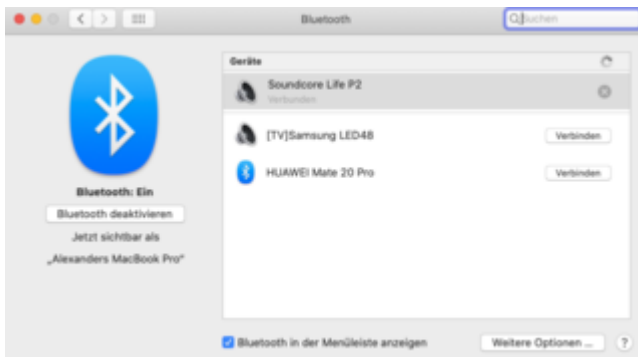 Bluetooth
Suchen
Geräte
Soundcore Life P2
Verbunden
[TV]Samsung LED48
Verbinden
HUAWEI Mate 20 Pro
Verbinden
Bluetooth: Ein
Bluetooth deaktivieren
Jetzt sichtbar als
„Alexanders MacBook Pro“
Bluetooth in der Menüleiste anzeigen
Weitere Optionen ...
?